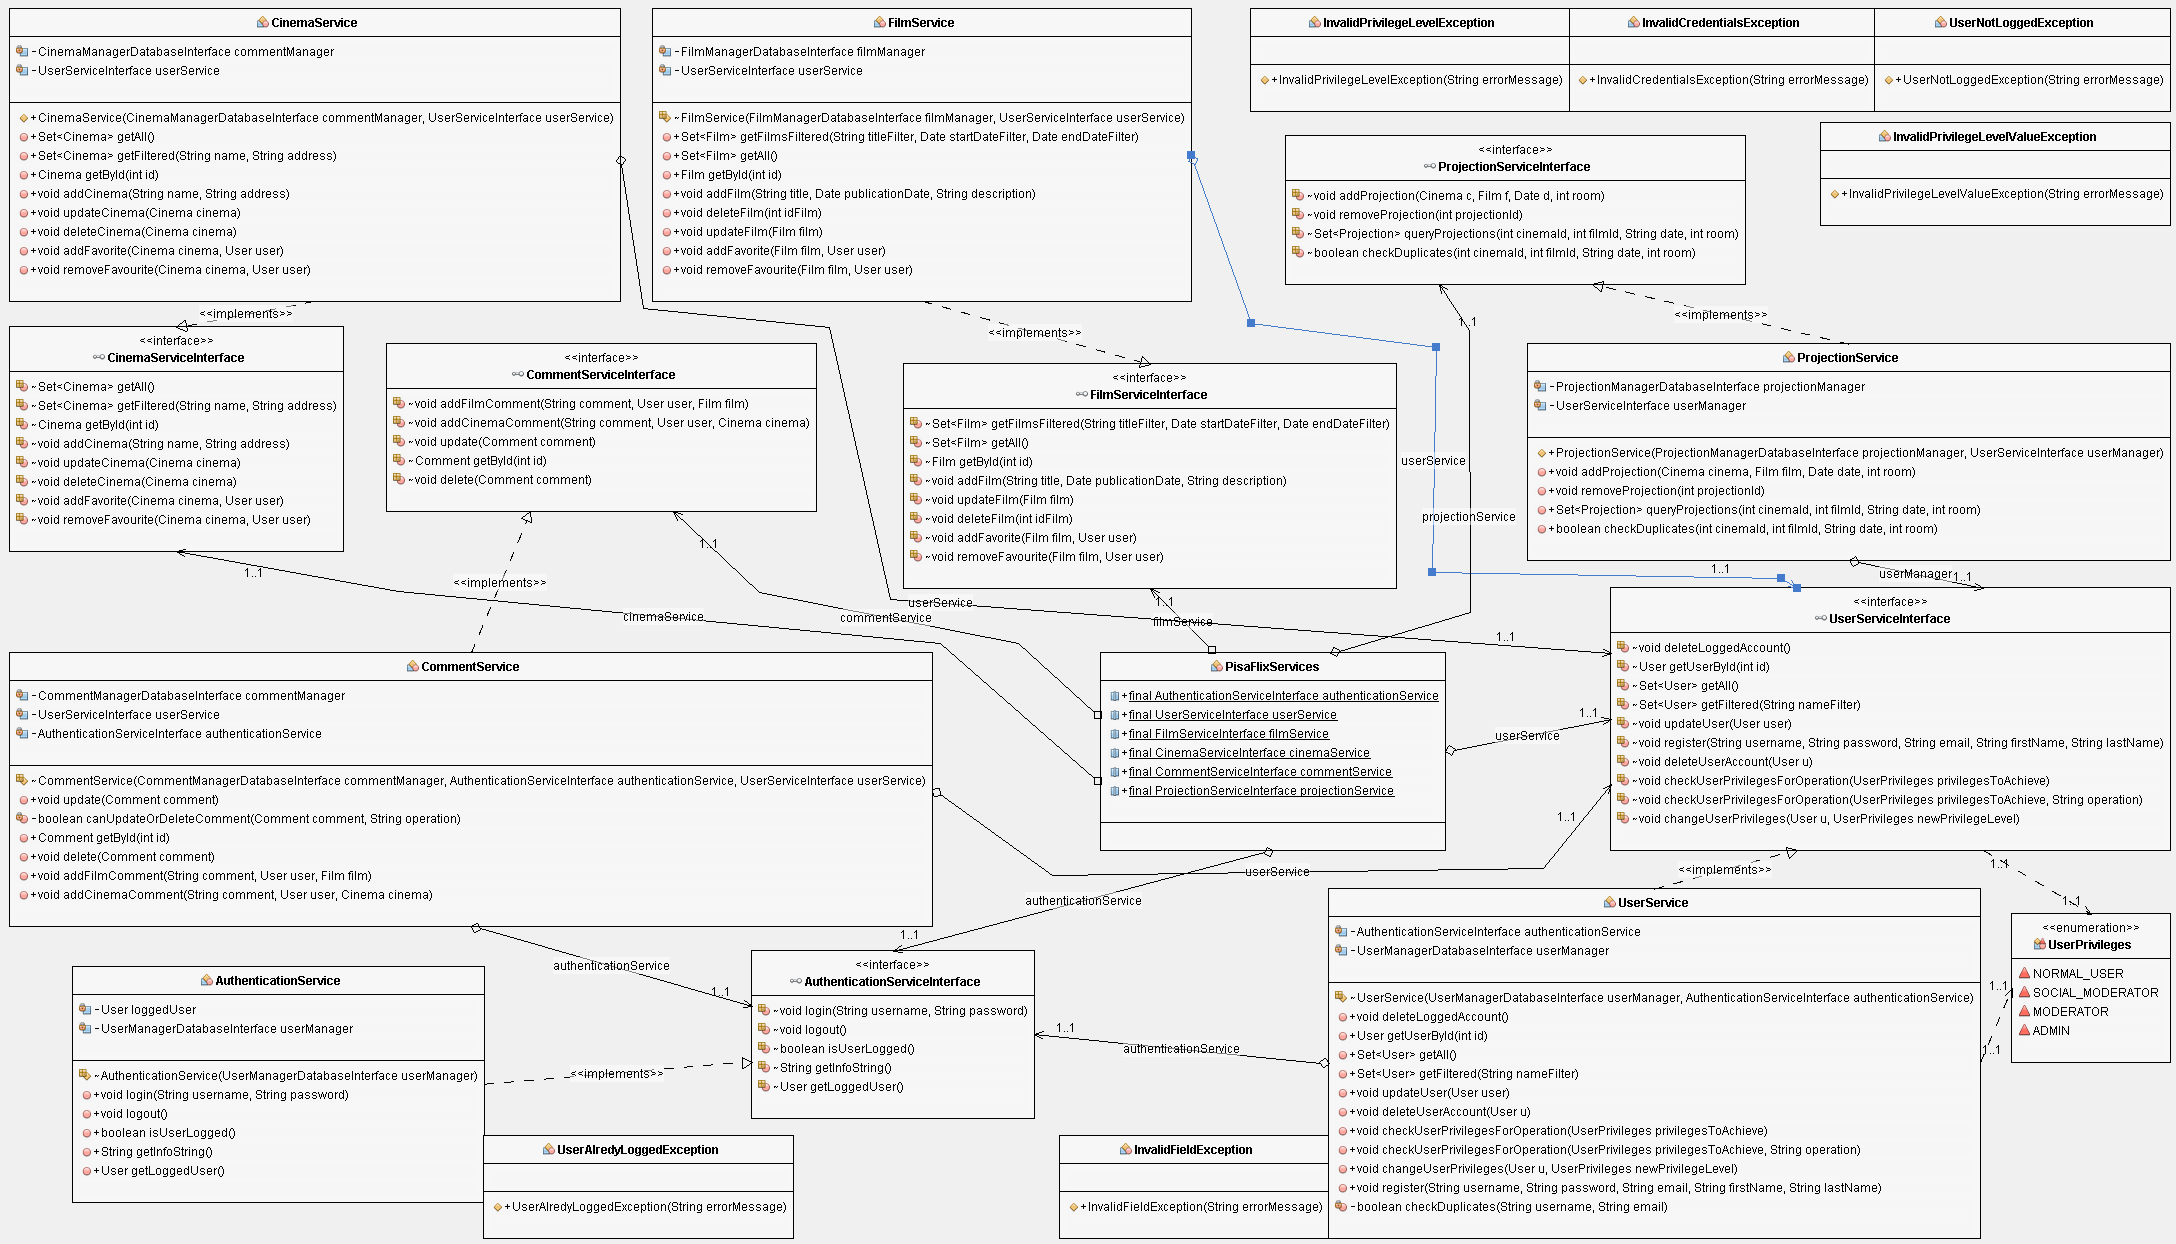 CinemaService
-CinemaManagerDatabaseInterface commentManager
-UserServiceInterface userService
+CinemaService(CinemaManagerDatabaseInterface commentManager, UserServiceInterface userService)
+Set<Cinema> getAll()
+Set<Cinema> getFiltered(String name, String address)
+Cinema getById(int id)
+void addCinema(String name, String address)
+void updateCinema(Cinema cinema)
+void deleteCinema(Cinema cinema)
+void addFavorite(Cinema cinema, User user)
+void removeFavourite(Cinema cinema, User user)
FilmService
-FilmManagerDatabaseInterface filmManager
-UserServiceInterface userService
~FilmService(FilmManagerDatabaseInterface filmManager, UserServiceInterface userService)
+Set<Film> getFilmsFiltered(String titleFilter, Date startDateFilter, Date endDateFilter)
+Set<Film> getAll()
+Film getById(int id)
+void addFilm(String title, Date publicationDate, String description)
+void deleteFilm(int idFilm)
+void updateFilm(Film film)
+void addFavorite(Film film, User user)
+void removeFavourite(Film film, User user)
InvalidPrivilegeLevelException
+InvalidPrivilegeLevelException(String errorMessage)
InvalidCredentialsException
+InvalidCredentialsException(String errorMessage)
UserNotLoggedException
+UserNotLoggedException(String errorMessage)
InvalidPrivilegeLevelValueException
+InvalidPrivilegeLevelValueException(String errorMessage)
<<interface>>
ProjectionServiceInterface
~void addProjection(Cinema c, Film f, Date d, int room)
~void removeProjection(int projectionId)
~Set<Projection> queryProjections(int cinemaId, int filmId, String date, int room)
~boolean checkDuplicates(int cinemaId, int filmId, String date, int room)
<<implements>>
<<implements>>
<<implements>>
1..1
<<interface>>
CinemaServiceInterface
~Set<Cinema> getAll()
~Set<Cinema> getFiltered(String name, String address)
~Cinema getById(int id)
~void addCinema(String name, String address)
~void updateCinema(Cinema cinema)
~void deleteCinema(Cinema cinema)
~void addFavorite(Cinema cinema, User user)
~void removeFavourite(Cinema cinema, User user)
<<interface>>
CommentServiceInterface
~void addFilmComment(String comment, User user, Film film)
~void addCinemaComment(String comment, User user, Cinema cinema)
~void update(Comment comment)
~Comment getById(int id)
~void delete(Comment comment)
<<interface>>
FilmServiceInterface
~Set<Film> getFilmsFiltered(String titleFilter, Date startDateFilter, Date endDateFilter)
~Set<Film> getAll()
~Film getById(int id)
~void addFilm(String title, Date publicationDate, String description)
~void updateFilm(Film film)
~void deleteFilm(int idFilm)
~void addFavorite(Film film, User user)
~void removeFavourite(Film film, User user)
ProjectionService
-ProjectionManagerDatabaseInterface projectionManager
-UserServiceInterface userManager
+ProjectionService(ProjectionManagerDatabaseInterface projectionManager, UserServiceInterface userManager)
+void addProjection(Cinema cinema, Film film, Date date, int room)
+void removeProjection(int projectionId)
+Set<Projection> queryProjections(int cinemaId, int filmId, String date, int room)
+boolean checkDuplicates(int cinemaId, int filmId, String date, int room)
userService
projectionService
1..1
1..1
<<implements>>
1..1
userManager
1..1
1..1
userService
cinemaService
commentService
filmService
1..1
<<interface>>
UserServiceInterface
~void deleteLoggedAccount()
~User getUserById(int id)
~Set<User> getAll()
~Set<User> getFiltered(String nameFilter)
~void updateUser(User user)
~void register(String username, String password, String email, String firstName, String lastName)
~void deleteUserAccount(User u)
~void checkUserPrivilegesForOperation(UserPrivileges privilegesToAchieve)
~void checkUserPrivilegesForOperation(UserPrivileges privilegesToAchieve, String operation)
~void changeUserPrivileges(User u, UserPrivileges newPrivilegeLevel)
CommentService
-CommentManagerDatabaseInterface commentManager
-UserServiceInterface userService
-AuthenticationServiceInterface authenticationService
~CommentService(CommentManagerDatabaseInterface commentManager, AuthenticationServiceInterface authenticationService, UserServiceInterface userService)
+void update(Comment comment)
-boolean canUpdateOrDeleteComment(Comment comment, String operation)
+Comment getById(int id)
+void delete(Comment comment)
+void addFilmComment(String comment, User user, Film film)
+void addCinemaComment(String comment, User user, Cinema cinema)
PisaFlixServices
+final AuthenticationServiceInterface authenticationService
+final UserServiceInterface userService
+final FilmServiceInterface filmService
+final CinemaServiceInterface cinemaService
+final CommentServiceInterface commentService
+final ProjectionServiceInterface projectionService
1..1
userService
1..1
userService
<<implements>>
1..1
authenticationService
1..1
1..1
authenticationService
1..1
AuthenticationService
-User loggedUser
-UserManagerDatabaseInterface userManager
~AuthenticationService(UserManagerDatabaseInterface userManager)
+void login(String username, String password)
+void logout()
+boolean isUserLogged()
+String getInfoString()
+User getLoggedUser()
<<implements>>
<<interface>>
AuthenticationServiceInterface
~void login(String username, String password)
~void logout()
~boolean isUserLogged()
~String getInfoString()
~User getLoggedUser()
1..1
authenticationService
UserService
-AuthenticationServiceInterface authenticationService
-UserManagerDatabaseInterface userManager
~UserService(UserManagerDatabaseInterface userManager, AuthenticationServiceInterface authenticationService)
+void deleteLoggedAccount()
+User getUserById(int id)
+Set<User> getAll()
+Set<User> getFiltered(String nameFilter)
+void updateUser(User user)
+void deleteUserAccount(User u)
+void checkUserPrivilegesForOperation(UserPrivileges privilegesToAchieve)
+void checkUserPrivilegesForOperation(UserPrivileges privilegesToAchieve, String operation)
+void changeUserPrivileges(User u, UserPrivileges newPrivilegeLevel)
+void register(String username, String password, String email, String firstName, String lastName)
-boolean checkDuplicates(String username, String email)
<<enumeration>>
UserPrivileges
NORMAL_USER
SOCIAL_MODERATOR
MODERATOR
ADMIN
1..1
1..1
UserAlredyLoggedException
+UserAlredyLoggedException(String errorMessage)
InvalidFieldException
+InvalidFieldException(String errorMessage)